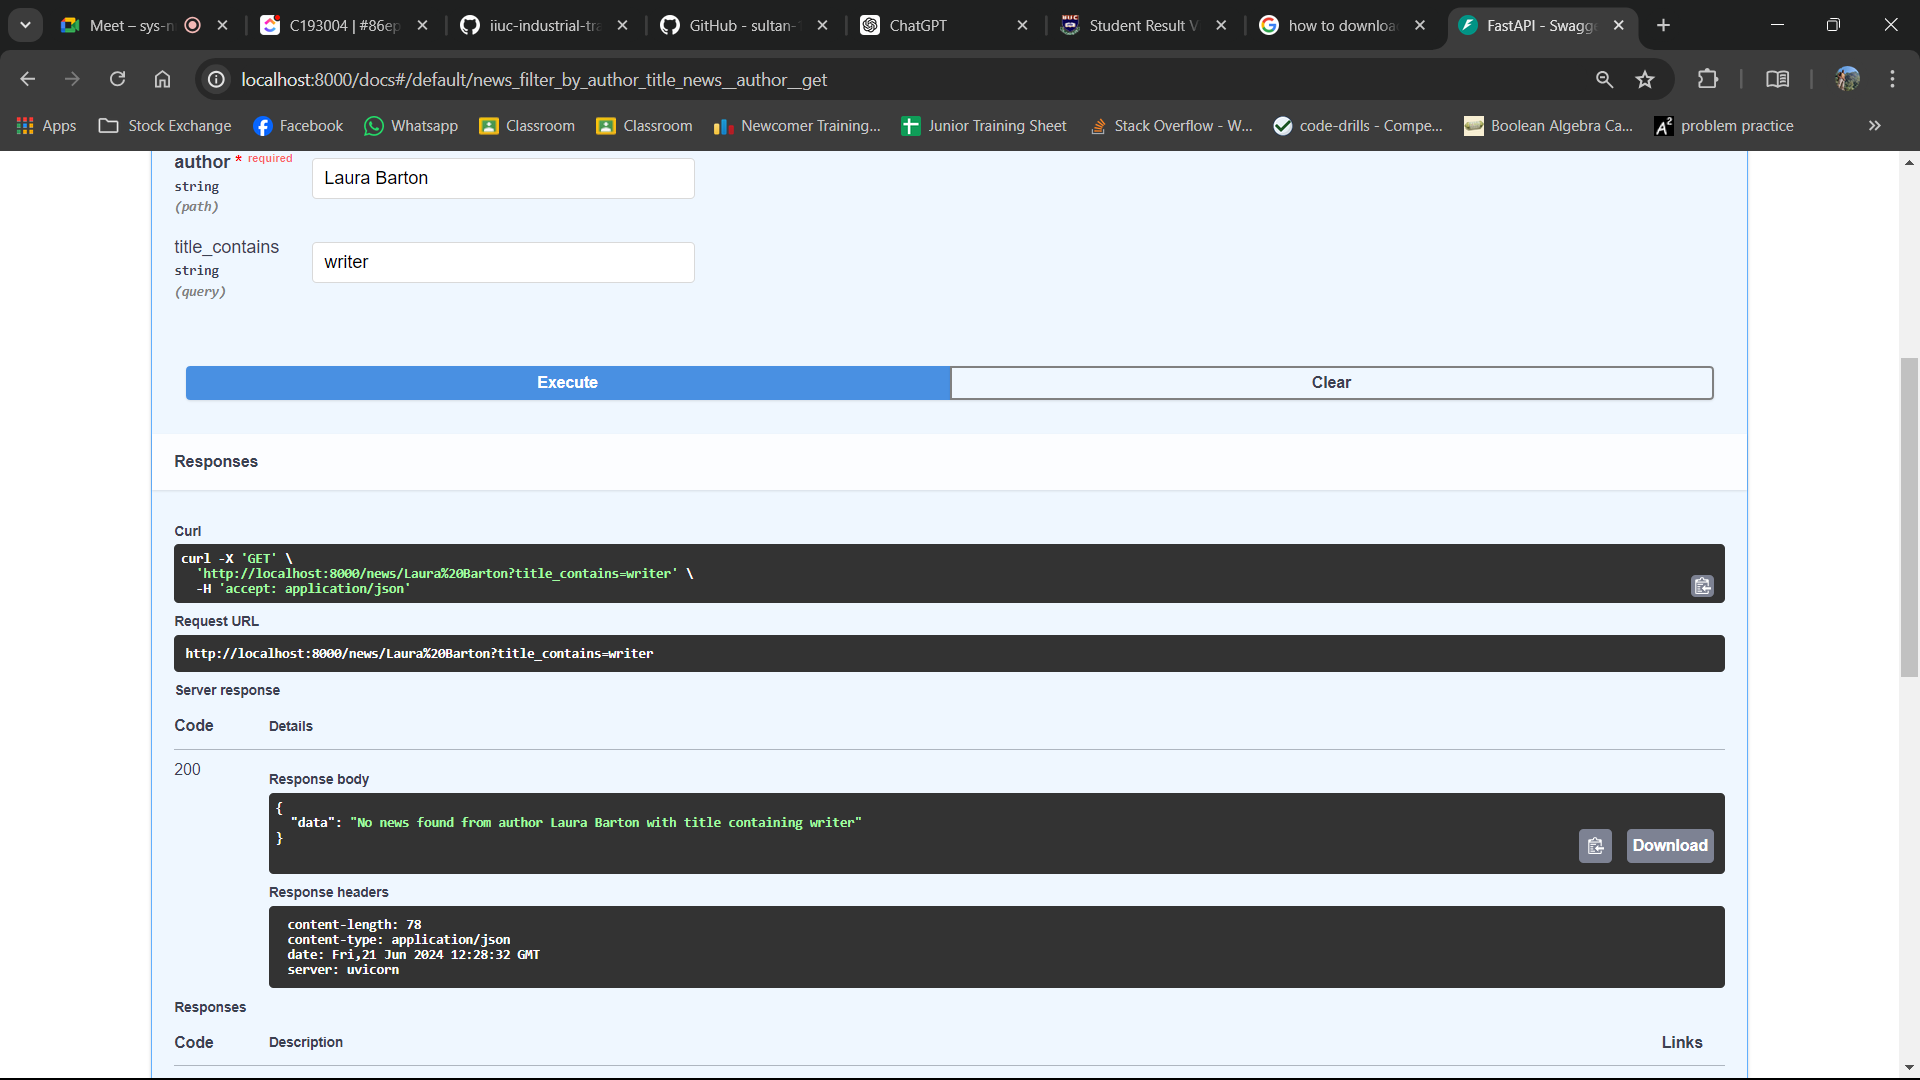 Meet – sys-n
C193004 | #86ep
iiuc-industrial-tra
GitHub - sultan-
ChatGPT
Student Result V
how to downloa
FastAPI - Swagge
localhost:8000/docs#/default/news_filter_by_author_title_news__author__get
Apps
Stock Exchange
Facebook
Whatsapp
Classroom
Classroom
Newcomer Training...
Junior Training Sheet
Stack Overflow - W...
code-drills - Compe...
Boolean Algebra Ca...
problem practice
author * required
Laura Barton
string
(path)
title_contains
writer
string
(query)
Execute
Clear
Responses
Curl
curl -X 'GET' \
'http://localhost:8000/news/Laura%20Barton?title_contains=writer' \
-H 'accept: application/json'
Request URL
http://localhost:8000/news/Laura%20Barton?title_contains=writer
Server response
Code Details
200
Response body
{
"data": "No news found from author Laura Barton with title containing writer"
}
Download
Response headers
content-length: 78
content-type: application/json
date: Fri,21 Jun 2024 12:28:32 GMT
server: uvicorn
Responses
Code Description Links